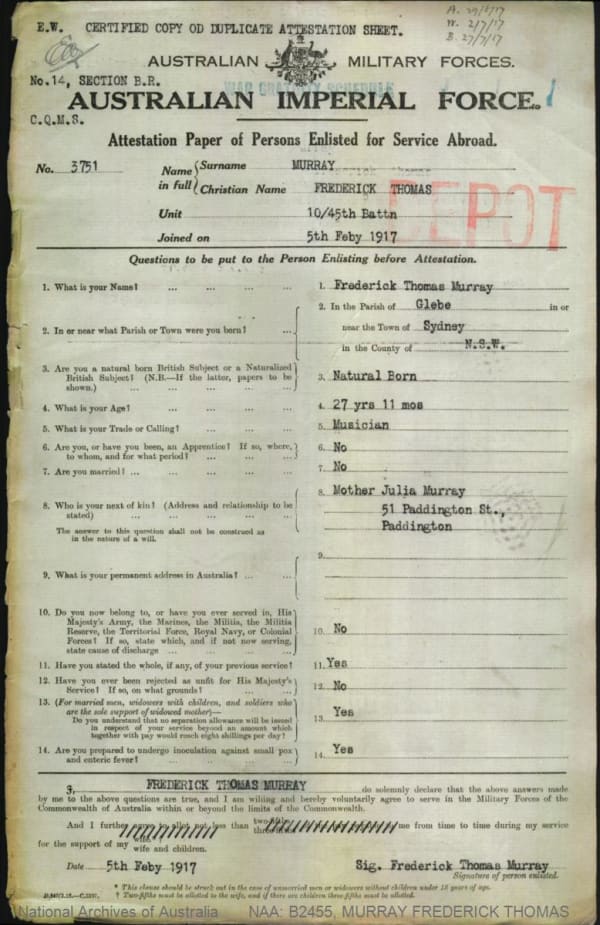 E.W. CERTIFIED COPY OD DUPLICATE ATTESTATION SHEET.
A. 29/6/17
W. 2/7/17
B. 27/7/17
AUSTRALIAN MILITARY FORCES.
No.14, SECTION B.R.
WAR GRATUITY SCHEDULE
AUSTRALIAN IMPERIAL FORCE.
C.Q.M.S.
Attestation Paper of Persons Enlisted for Service Abroad.
No. 3751 Name in full Surname MURRAY
Christian Name FREDERICK THOMAS
Unit 10/45th Battn
DEPOT
Joined on 5th Feby 1917
Questions to be put to the Person Enlisting before Attestation.
1. What is your Name? ... ... ... 1. Frederick Thomas Murray
2. In or near what Parish or Town were you born? ... 2. In the Parish of Glebe in or
near the Town of Sydney
in the County of N.S.W.
3. Are you a natural born British Subject or a Naturalized
British Subject? (N.B.—If the latter, papers to be
shown.) ... ... ... ... 3. Natural Born
4. What is your Age? ... ... ... 4. 27 yrs 11 mos
5. What is your Trade or Calling? ... ... 5. Musician
6. Are you, or have you been, an Apprentice? If so, where,
to whom, and for what period? ... ... ... 6. No
7. Are you married? ... ... ... ... 7. No
8. Who is your next of kin? (Address and relationship to be
stated) ... ... ... ... 8. Mother Julia Murray
51 Paddington St.,
Paddington
The answer to this question shall not be construed as
in the nature of a will.
9. What is your permanent address in Australia? ... ... 9.
10. Do you now belong to, or have you ever served in, His
Majesty's Army, the Marines, the Militia, the Militia
Reserve, the Territorial Force, Royal Navy, or Colonial
Forces? If so, state which, and if not now serving,
state cause of discharge ... ... ... 10. No
11. Have you stated the whole, if any, of your previous service? 11. Yes
12. Have you ever been rejected as unfit for His Majesty's
Service? If so, on what grounds? ... ... 12. No
13. (For married men, widowers with children, and soldiers who
are the sole support of widowed mother)—
Do you understand that no separation allowance will be issued
in respect of your service beyond an amount which
together with pay would reach eight shillings per day? 13. Yes
14. Are you prepared to undergo inoculation against small pox
and enteric fever? ... ... ... 14. Yes
I, FREDERICK THOMAS MURRAY do solemnly declare that the above answers made
by me to the above questions are true, and I am willing and hereby voluntarily agree to serve in the Military Forces of the
Commonwealth of Australia within or beyond the limits of the Commonwealth.
And I further not less than me from time to time during my service
for the support of my wife and children.
Date 5th Feby 1917 Sig. Frederick Thomas Murray
Signature of person enlisted.
* This clause should be struck out in the case of unmarried men or widowers without children under 18 years of age.
† Two-fifths must be allotted to the wife, and if there are children three-fifths must be allotted.
National Archives of Australia NAA: B2455, MURRAY FREDERICK THOMAS